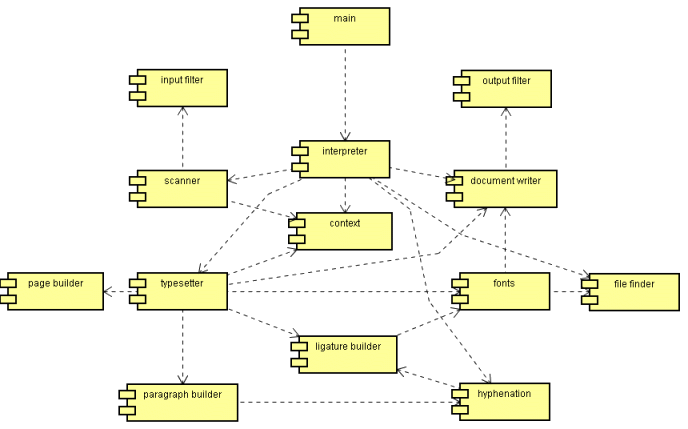 main
input filter
output filter
interpreter
scanner
document writer
context
page builder
typesetter
fonts
file finder
ligature builder
paragraph builder
hyphenation